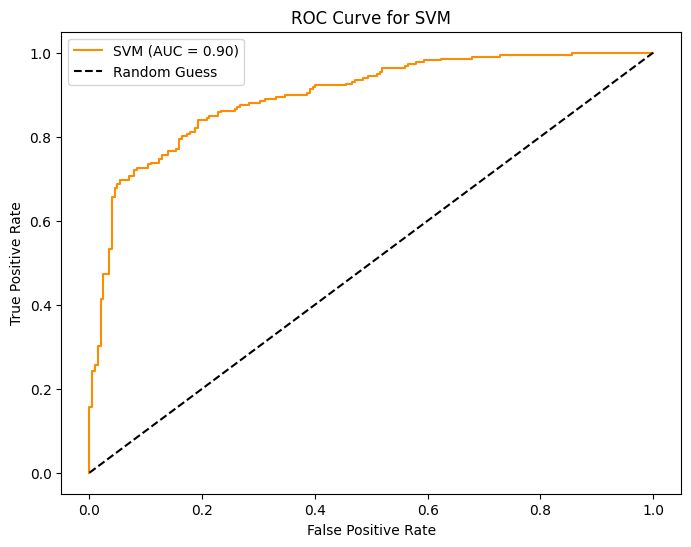 ROC Curve for SVM
SVM (AUC = 0.90)
Random Guess
True Positive Rate
1.0
0.8
0.6
0.4
0.2
0.0
0.0 0.2 0.4 0.6 0.8 1.0
False Positive Rate